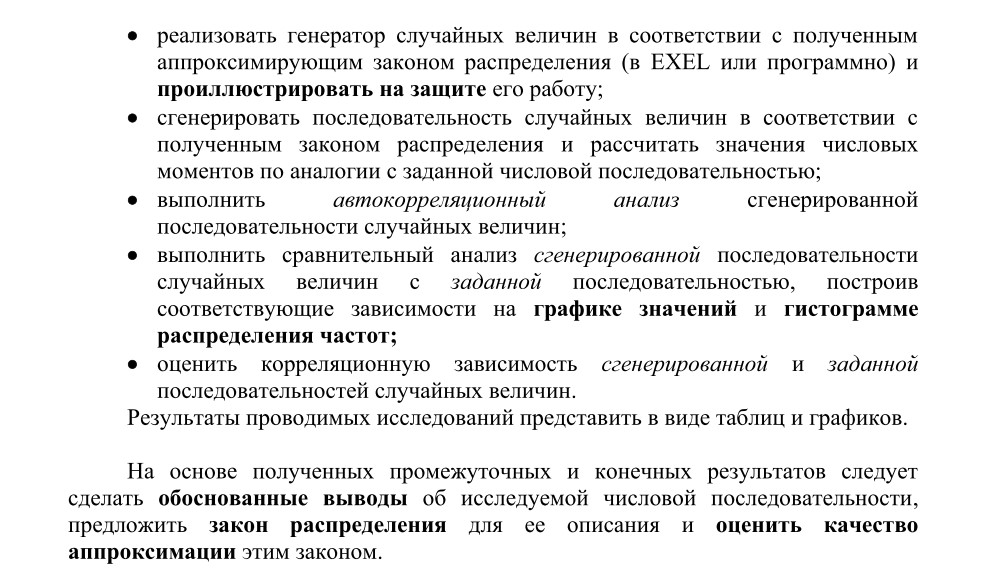 • реализовать генератор случайных величин в соответствии с полученным
аппроксимирующим законом распределения (в EXEL или программно) и
проиллюстрировать на защите его работу;
• сгенерировать последовательность случайных величин в соответствии с
полученным законом распределения и рассчитать значения числовых
моментов по аналогии с заданной числовой последовательностью;
• выполнить автокорреляционный анализ сгенерированной
последовательности случайных величин;
• выполнить сравнительный анализ сгенерированной последовательности
случайных величин с заданной последовательностью, построив
соответствующие зависимости на графике значений и гистограмме
распределения частот;
• оценить корреляционную зависимость сгенерированной и заданной
последовательностей случайных величин.
Результаты проводимых исследований представить в виде таблиц и графиков.
На основе полученных промежуточных и конечных результатов следует
сделать обоснованные выводы об исследуемой числовой последовательности,
предложить закон распределения для ее описания и оценить качество
аппроксимации этим законом.